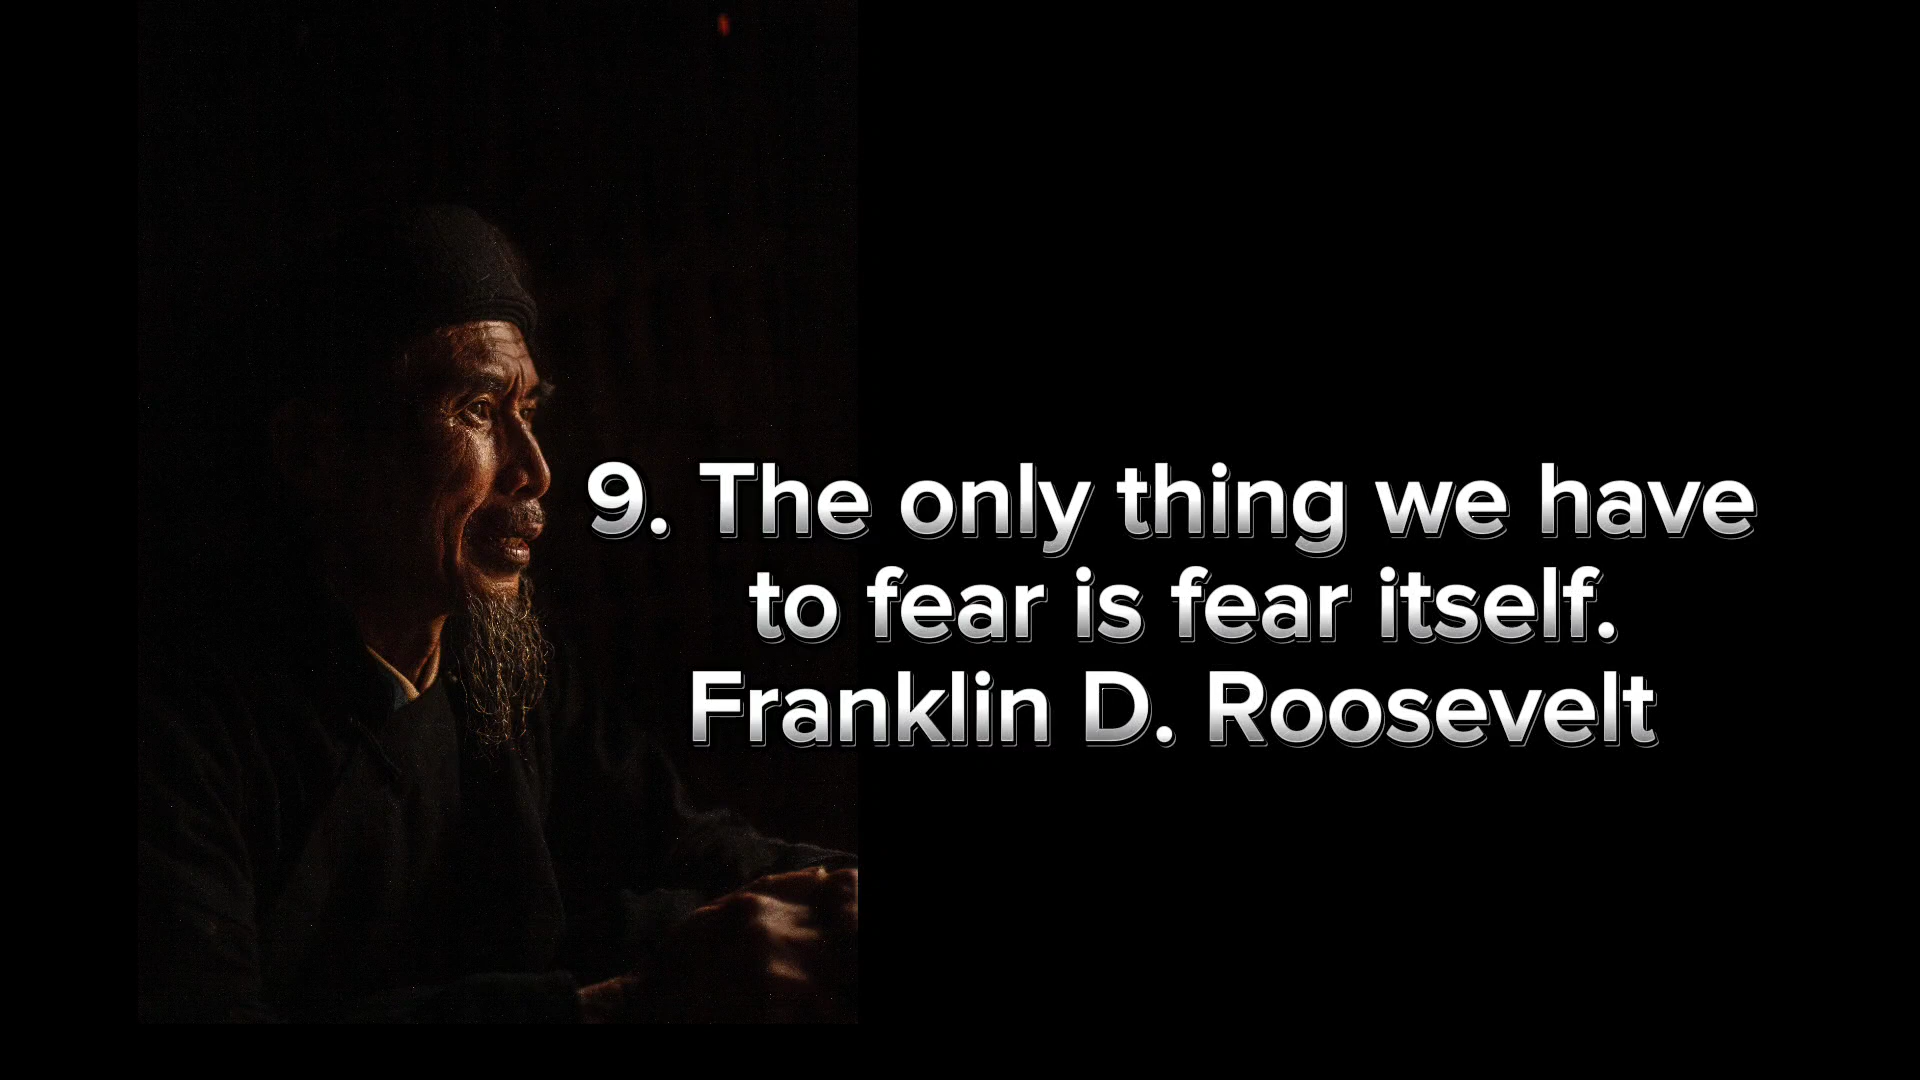 9. The only thing we have
to fear is fear itself.
Franklin D. Roosevelt